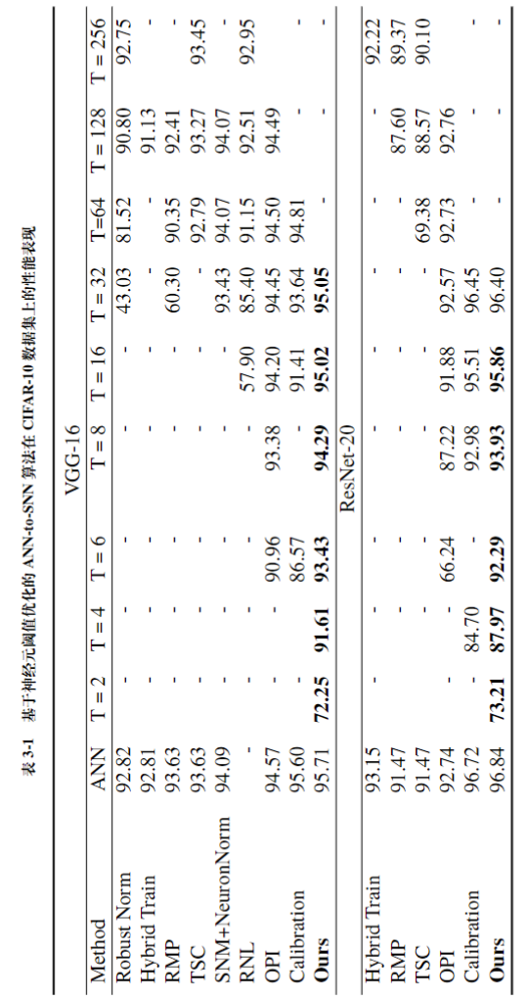 表 3-1 基于神经元阈值优化的 ANN-to-SNN 算法在 CIFAR-10 数据集上的性能表现
VGG-16
Method ANN T = 2 T = 4 T = 6 T = 8 T = 16 T = 32 T=64 T = 128 T = 256
Robust Norm 92.82 - - - - - 43.03 81.52 90.80 92.75
Hybrid Train 92.81 - - - - - - - 91.13 -
RMP 93.63 - - - - - 60.30 90.35 92.41 -
TSC 93.63 - - - - - - 92.79 93.27 93.45
SNM+NeuronNorm 94.09 - - - - - 93.43 94.07 94.07 -
RNL - - - - - 57.90 85.40 91.15 92.51 92.95
OPI 94.57 - - 90.96 93.38 94.20 94.45 94.50 94.49 -
Calibration 95.60 - - 86.57 - 91.41 93.64 94.81 - -
Ours 95.71 72.25 91.61 93.43 94.29 95.02 95.05 - - -
ResNet-20
Hybrid Train 93.15 - - - - - - - - 92.22
RMP 91.47 - - - - - - - 87.60 89.37
TSC 91.47 - - - - - - 69.38 88.57 90.10
OPI 92.74 - - 66.24 87.22 91.88 92.57 92.73 92.76 -
Calibration 96.72 - 84.70 - 92.98 95.51 96.45 - - -
Ours 96.84 73.21 87.97 92.29 93.93 95.86 96.40 - - -